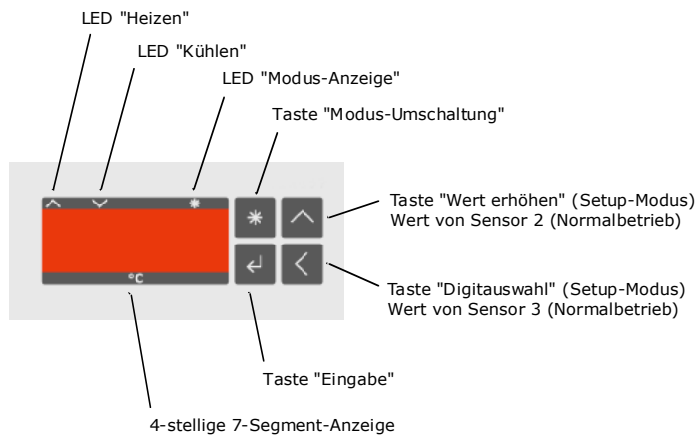 LED "Heizen"
LED "Kühlen"
LED "Modus-Anzeige"
Taste "Modus-Umschaltung"
Taste "Wert erhöhen" (Setup-Modus)
Wert von Sensor 2 (Normalbetrieb)
°C
Taste "Digitauswahl" (Setup-Modus)
Wert von Sensor 3 (Normalbetrieb)
Taste "Eingabe"
4-stellige 7-Segment-Anzeige